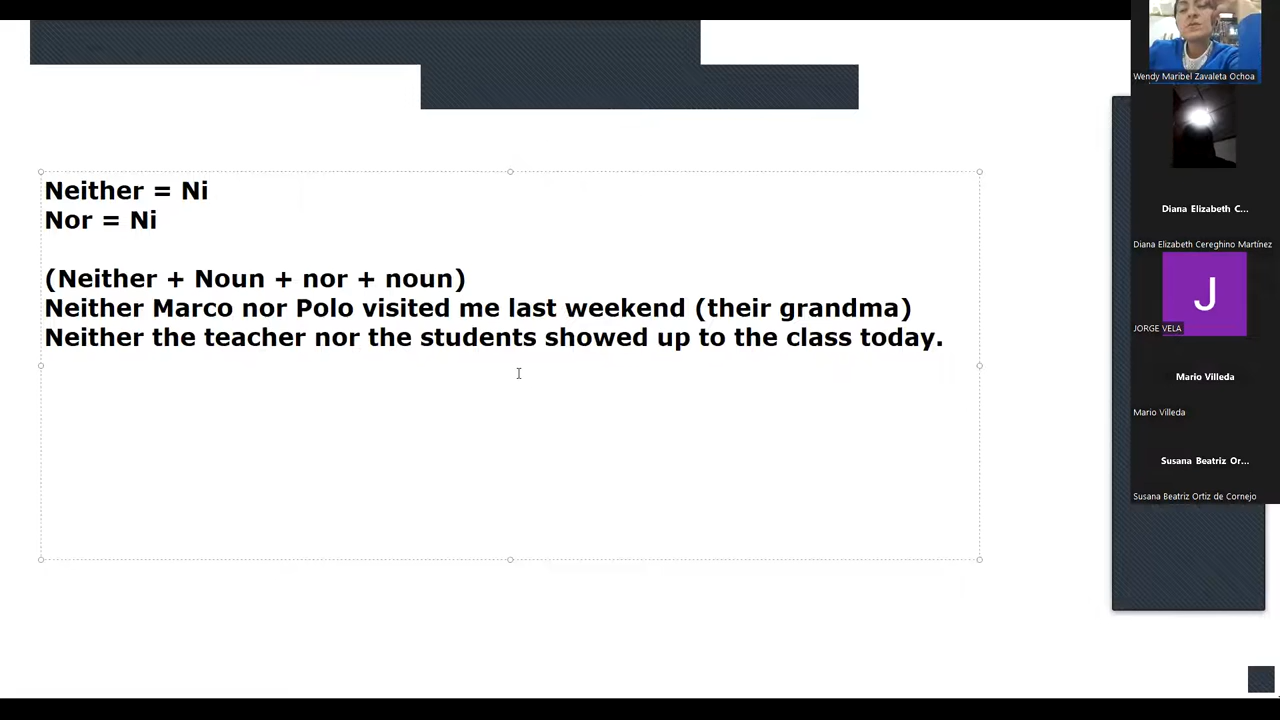 Neither = Ni
Nor = Ni
(Neither + Noun + nor + noun)
Neither Marco nor Polo visited me last weekend (their grandma)
Neither the teacher nor the students showed up to the class today.
Wendy Maribel Zavaleta Ochoa
Diana Elizabeth C...
Diana Elizabeth Cereghino Martínez
J
JORGE VELA
Mario Villeda
Mario Villeda
Susana Beatriz Or...
Susana Beatriz Ortiz de Cornejo